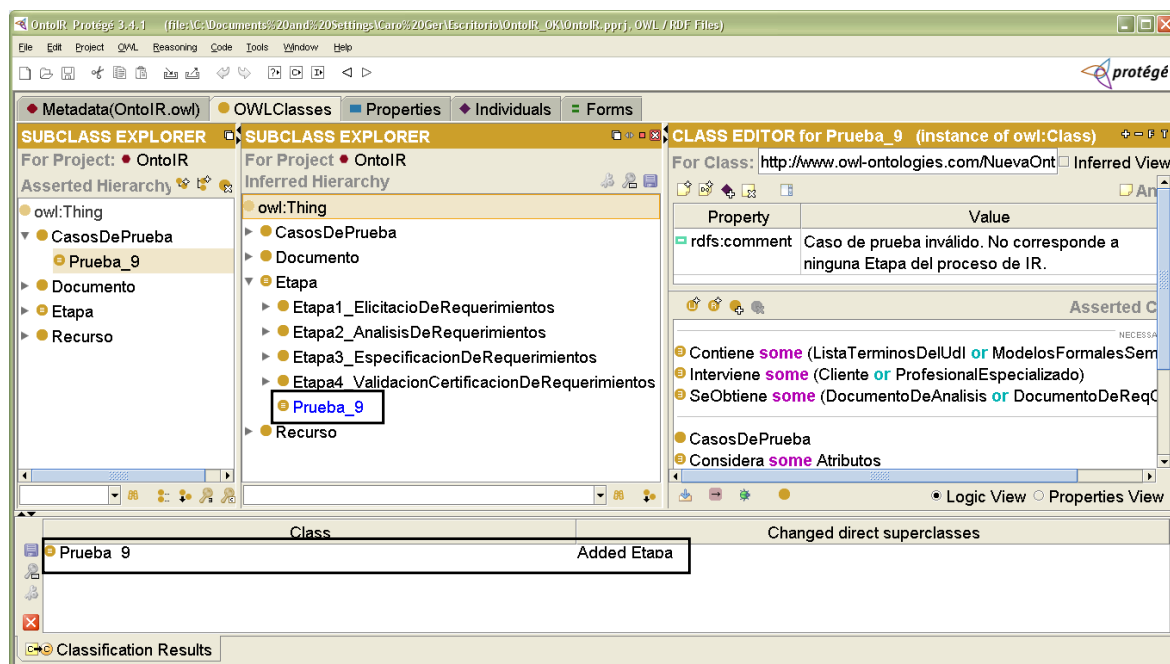 OntoIR Protégé 3.4.1 (file:\C:\Documents%20and%20Settings\Caro%20Ger\Escritorio\OntoIR_OK\OntoIR.pprj, OWL / RDF Files)
File Edit Project OWL Reasoning Code Tools Window Help
protégé
Metadata(OntoIR.owl) OWLClasses Properties Individuals Forms
SUBCLASS EXPLORER
For Project: OntoIR
Asserted Hierarchy
owl:Thing
CasosDePrueba
Prueba_9
Documento
Etapa
Recurso
SUBCLASS EXPLORER
For Project OntoIR
Inferred Hierarchy
owl:Thing
CasosDePrueba
Documento
Etapa
Etapa1_ElicitacioDeRequerimientos
Etapa2_AnalisisDeRequerimientos
Etapa3_EspecificacionDeRequerimientos
Etapa4_ValidacionCertificacionDeRequerimientos
Prueba_9
Recurso
CLASS EDITOR for Prueba_9 (instance of owl:Class)
For Class: http://www.owl-ontologies.com/NuevaOnt Inferred View
An
Property Value
rdfs:comment Caso de prueba inválido. No corresponde a
ninguna Etapa del proceso de IR.
Asserted C
NECESSA
Contiene some (ListaTerminosDelUdI or ModelosFormalesSem
Interviene some (Cliente or ProfesionalEspecializado)
SeObtiene some (DocumentoDeAnalisis or DocumentoDeReqC
CasosDePrueba
Considera some Atributos
Logic View Properties View
Class Changed direct superclasses
Prueba_9 Added Etapa
Classification Results